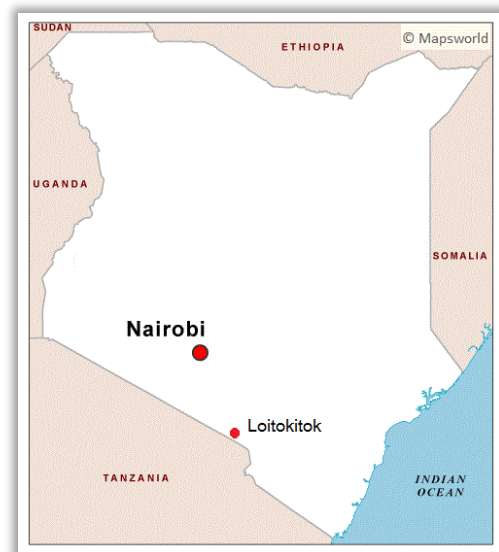 SUDAN
ETHIOPIA
© Mapsworld
UGANDA
SOMALIA
Nairobi
Loitokitok
TANZANIA
INDIAN
OCEAN